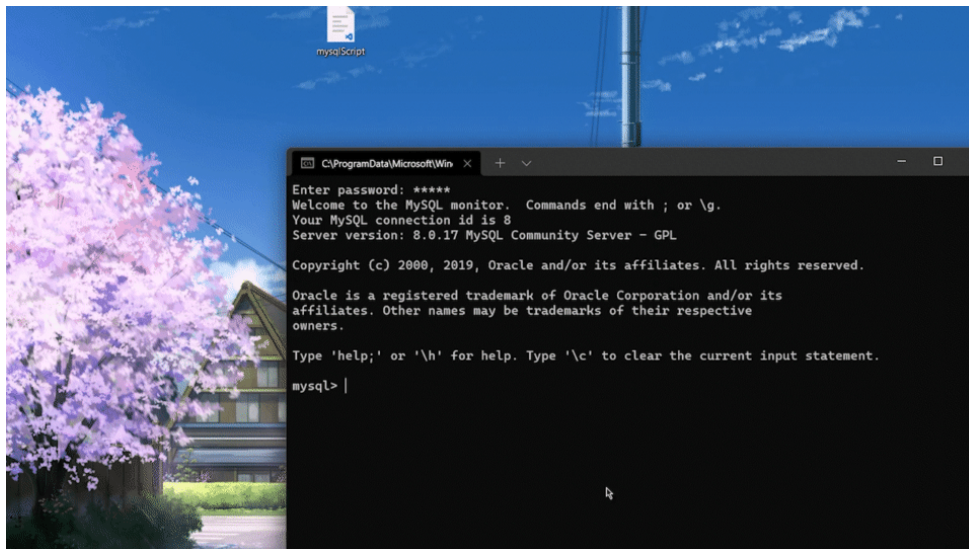 mysqlScript
C:\ProgramData\Microsoft\Win
Enter password: *****
Welcome to the MySQL monitor.  Commands end with ; or \g.
Your MySQL connection id is 8
Server version: 8.0.17 MySQL Community Server - GPL
Copyright (c) 2000, 2019, Oracle and/or its affiliates. All rights reserved.
Oracle is a registered trademark of Oracle Corporation and/or its
affiliates. Other names may be trademarks of their respective
owners.
Type 'help;' or '\h' for help. Type '\c' to clear the current input statement.
mysql>